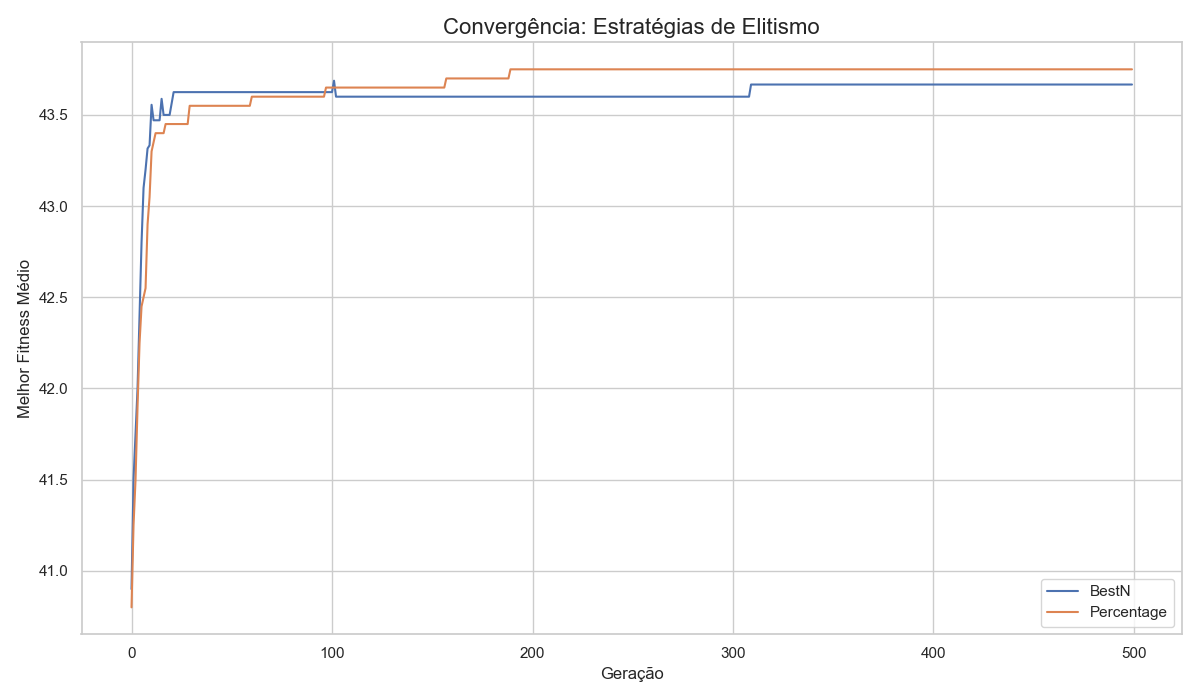 Convergência: Estratégias de Elitismo
Melhor Fitness Médio
43.5
43.0
42.5
42.0
41.5
41.0
0
100
200
300
400
500
Geração
BestN
Percentage